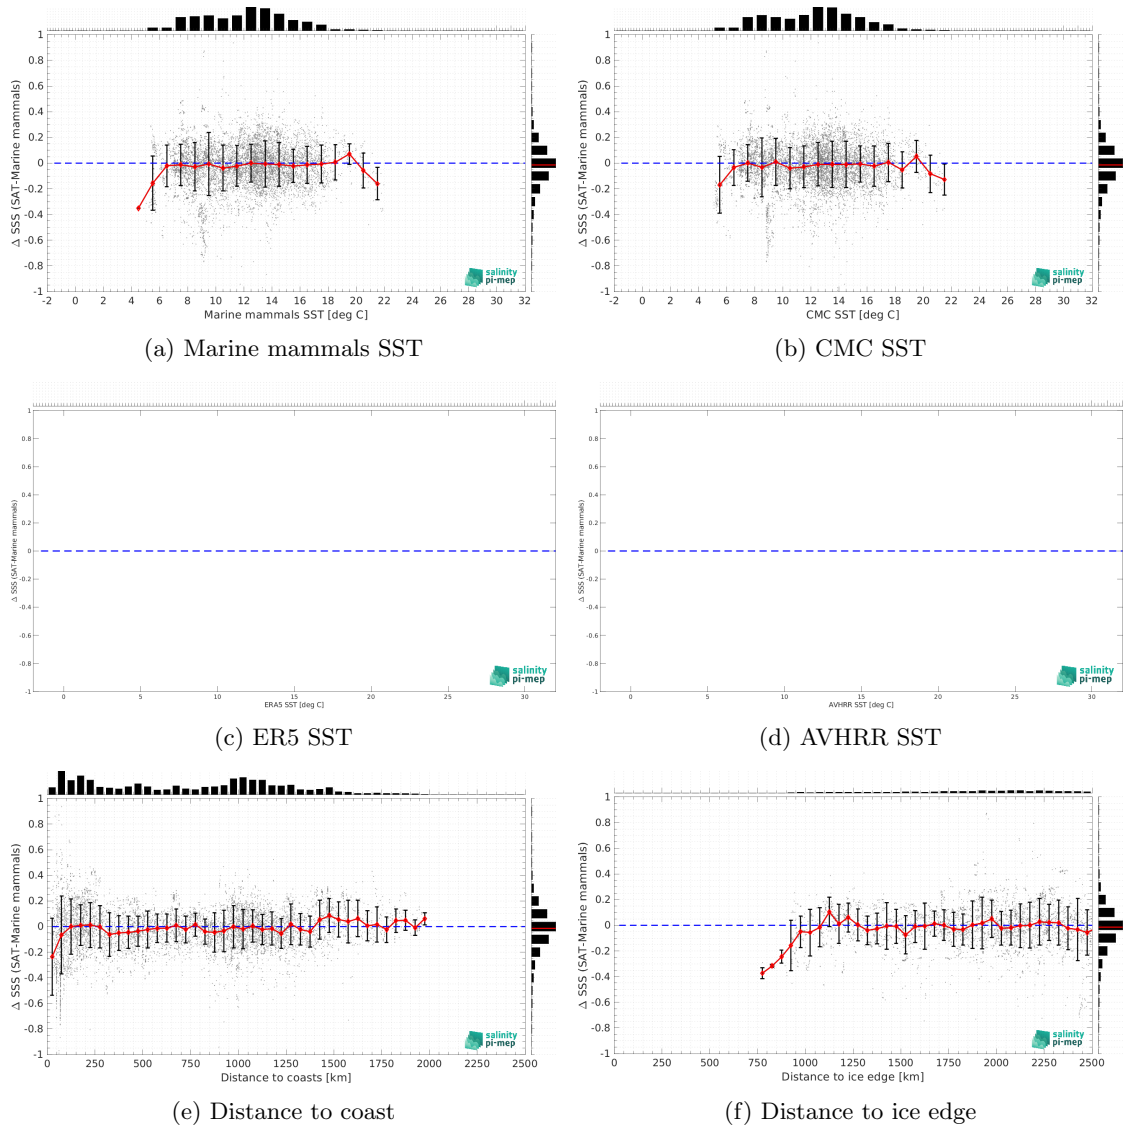 1
0.8
0.6
0.4
0.2
0
-0.2
-0.4
-0.6
-0.8
-1
Δ SSS (SAT-Marine mammals)
salinity
pi-mep
-2 0 2 4 6 8 10 12 14 16 18 20 22 24 26 28 30 32
Marine mammals SST [deg C]
(a) Marine mammals SST
1
0.8
0.6
0.4
0.2
0
-0.2
-0.4
-0.6
-0.8
-1
Δ SSS (SAT-Marine mammals)
salinity
pi-mep
-2 0 2 4 6 8 10 12 14 16 18 20 22 24 26 28 30 32
CMC SST [deg C]
(b) CMC SST
1
0.8
0.6
0.4
0.2
0
-0.2
-0.4
-0.6
-0.8
-1
Δ SSS (SAT-Marine mammals)
salinity
pi-mep
0 5 10 15 20 25 30
ERA5 SST [deg C]
(c) ER5 SST
1
0.8
0.6
0.4
0.2
0
-0.2
-0.4
-0.6
-0.8
-1
Δ SSS (SAT-Marine mammals)
salinity
pi-mep
0 5 10 15 20 25 30
AVHRR SST [deg C]
(d) AVHRR SST
1
0.8
0.6
0.4
0.2
0
-0.2
-0.4
-0.6
-0.8
-1
Δ SSS (SAT-Marine mammals)
salinity
pi-mep
0 250 500 750 1000 1250 1500 1750 2000 2250 2500
Distance to coasts [km]
(e) Distance to coast
1
0.8
0.6
0.4
0.2
0
-0.2
-0.4
-0.6
-0.8
-1
Δ SSS (SAT-Marine mammals)
salinity
pi-mep
0 250 500 750 1000 1250 1500 1750 2000 2250 2500
Distance to ice edge [km]
(f) Distance to ice edge